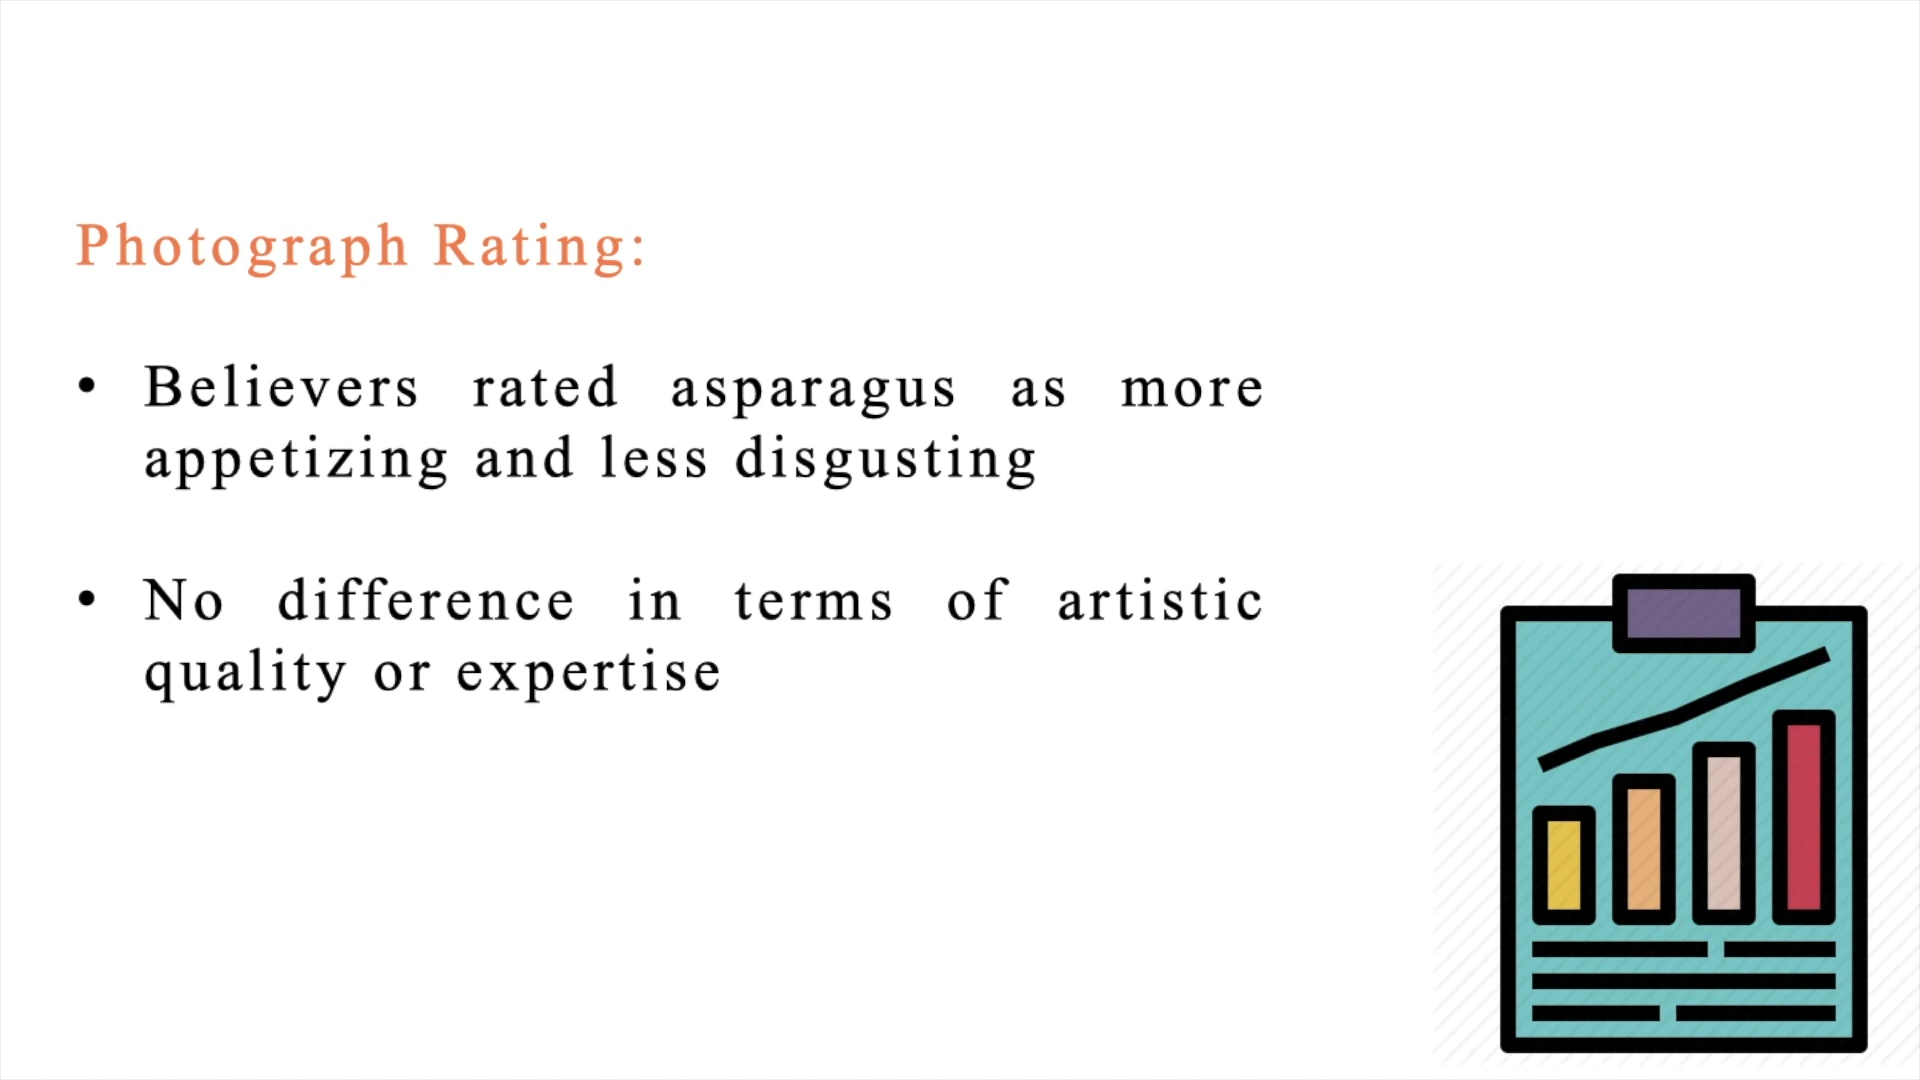 Photograph Rating:
• Believers rated asparagus as more
appetizing and less disgusting
• No difference in terms of artistic
quality or expertise